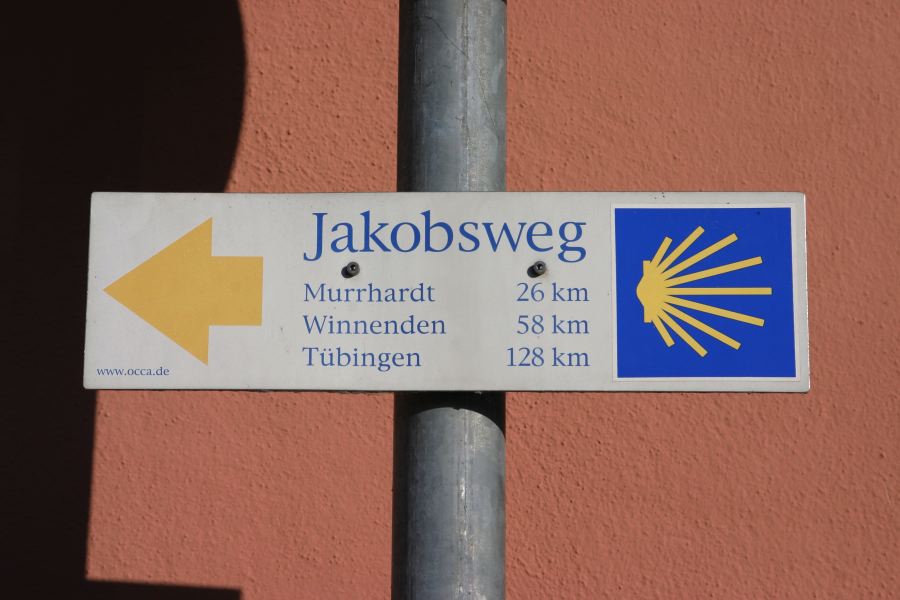 Jakobsweg
Murrhardt 26 km
Winnenden 58 km
Tübingen 128 km
www.occa.de